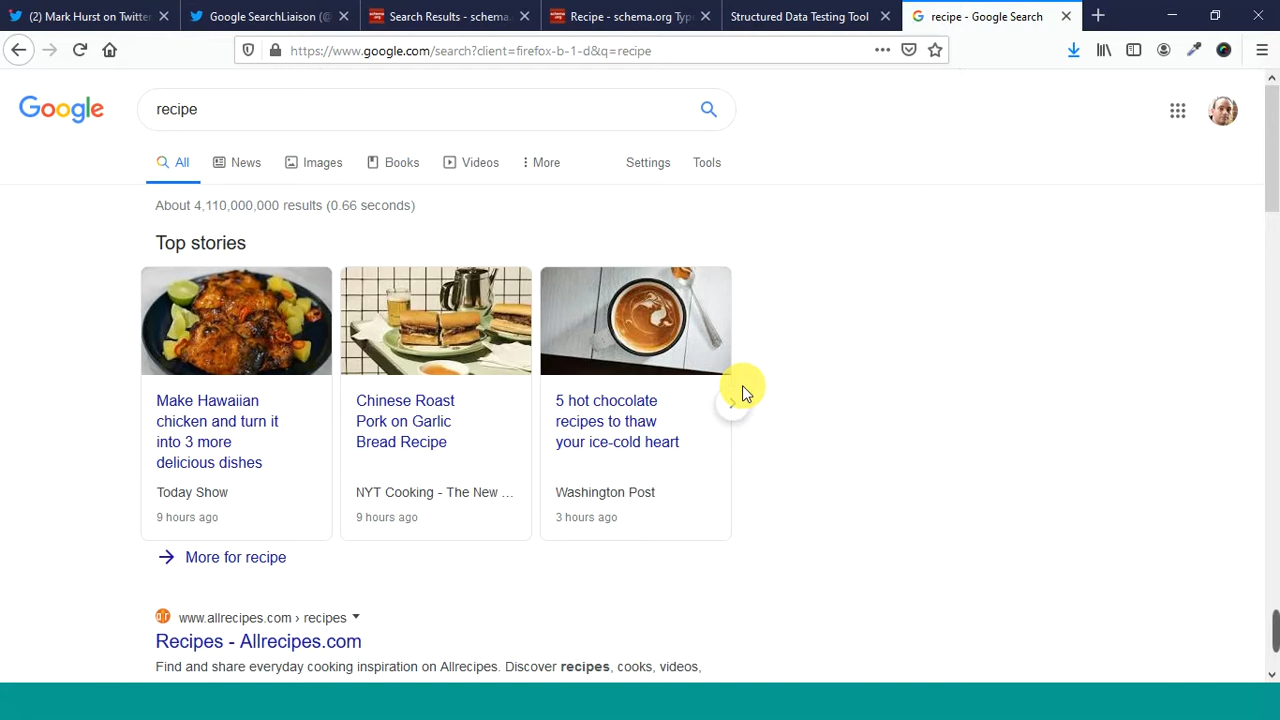 (2) Mark Hurst on Twitter
Google SearchLiaison (@
Search Results - schema.
Recipe - schema.org Type
Structured Data Testing Tool
recipe - Google Search
https://www.google.com/search?client=firefox-b-1-d&q=recipe
Google
recipe
All
News
Images
Books
Videos
More
Settings
Tools
About 4,110,000,000 results (0.66 seconds)
Top stories
Make Hawaiian
chicken and turn it
into 3 more
delicious dishes
Today Show
9 hours ago
Chinese Roast
Pork on Garlic
Bread Recipe
NYT Cooking - The New ...
9 hours ago
5 hot chocolate
recipes to thaw
your ice-cold heart
Washington Post
3 hours ago
More for recipe
www.allrecipes.com › recipes
Recipes - Allrecipes.com
Find and share everyday cooking inspiration on Allrecipes. Discover recipes, cooks, videos,